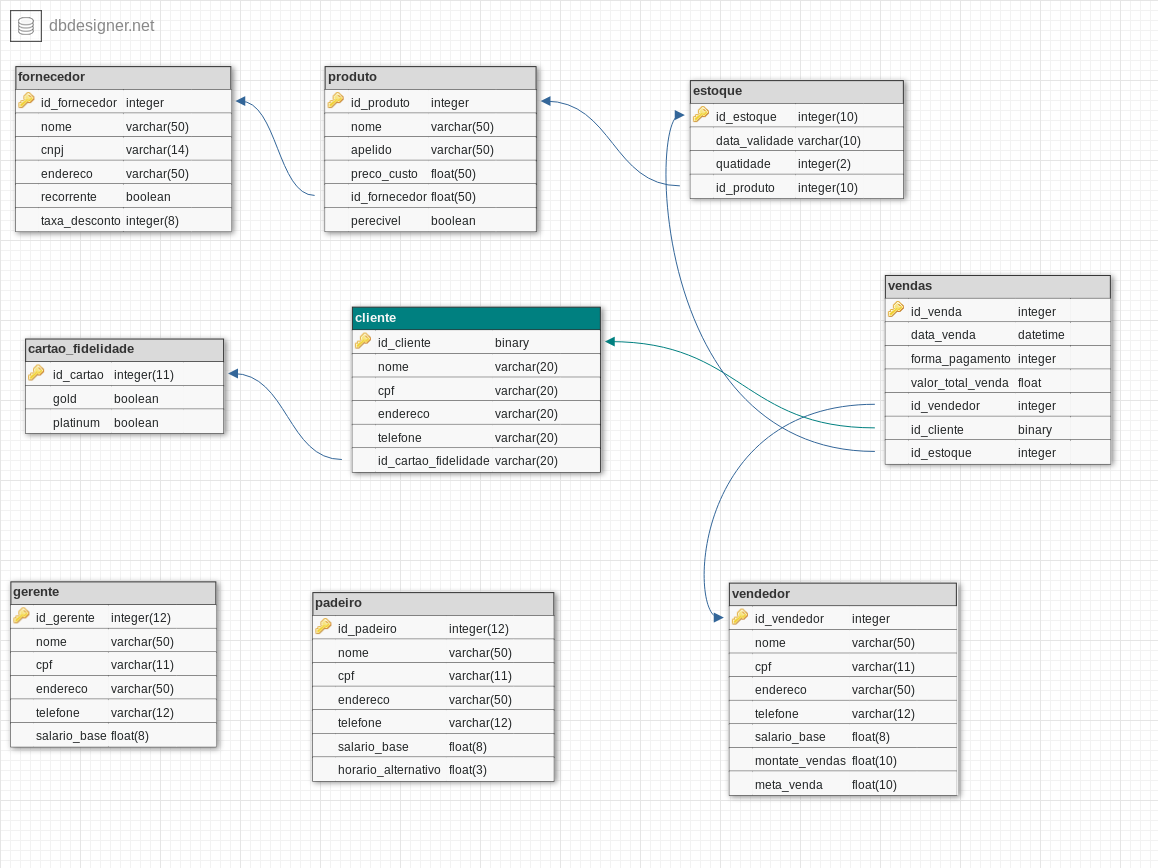 dbdesigner.net
fornecedor
id_fornecedor integer
nome varchar(50)
cnpj varchar(14)
endereco varchar(50)
recorrente boolean
taxa_desconto integer(8)
produto
id_produto integer
nome varchar(50)
apelido varchar(50)
preco_custo float(50)
id_fornecedor float(50)
perecivel boolean
estoque
id_estoque integer(10)
data_validade varchar(10)
quatidade integer(2)
id_produto integer(10)
vendas
id_venda integer
data_venda datetime
forma_pagamento integer
valor_total_venda float
id_vendedor integer
id_cliente binary
id_estoque integer
cliente
id_cliente binary
nome varchar(20)
cpf varchar(20)
endereco varchar(20)
telefone varchar(20)
id_cartao_fidelidade varchar(20)
cartao_fidelidade
id_cartao integer(11)
gold boolean
platinum boolean
gerente
id_gerente integer(12)
nome varchar(50)
cpf varchar(11)
endereco varchar(50)
telefone varchar(12)
salario_base float(8)
padeiro
id_padeiro integer(12)
nome varchar(50)
cpf varchar(11)
endereco varchar(50)
telefone varchar(12)
salario_base float(8)
horario_alternativo float(3)
vendedor
id_vendedor integer
nome varchar(50)
cpf varchar(11)
endereco varchar(50)
telefone varchar(12)
salario_base float(8)
montate_vendas float(10)
meta_venda float(10)